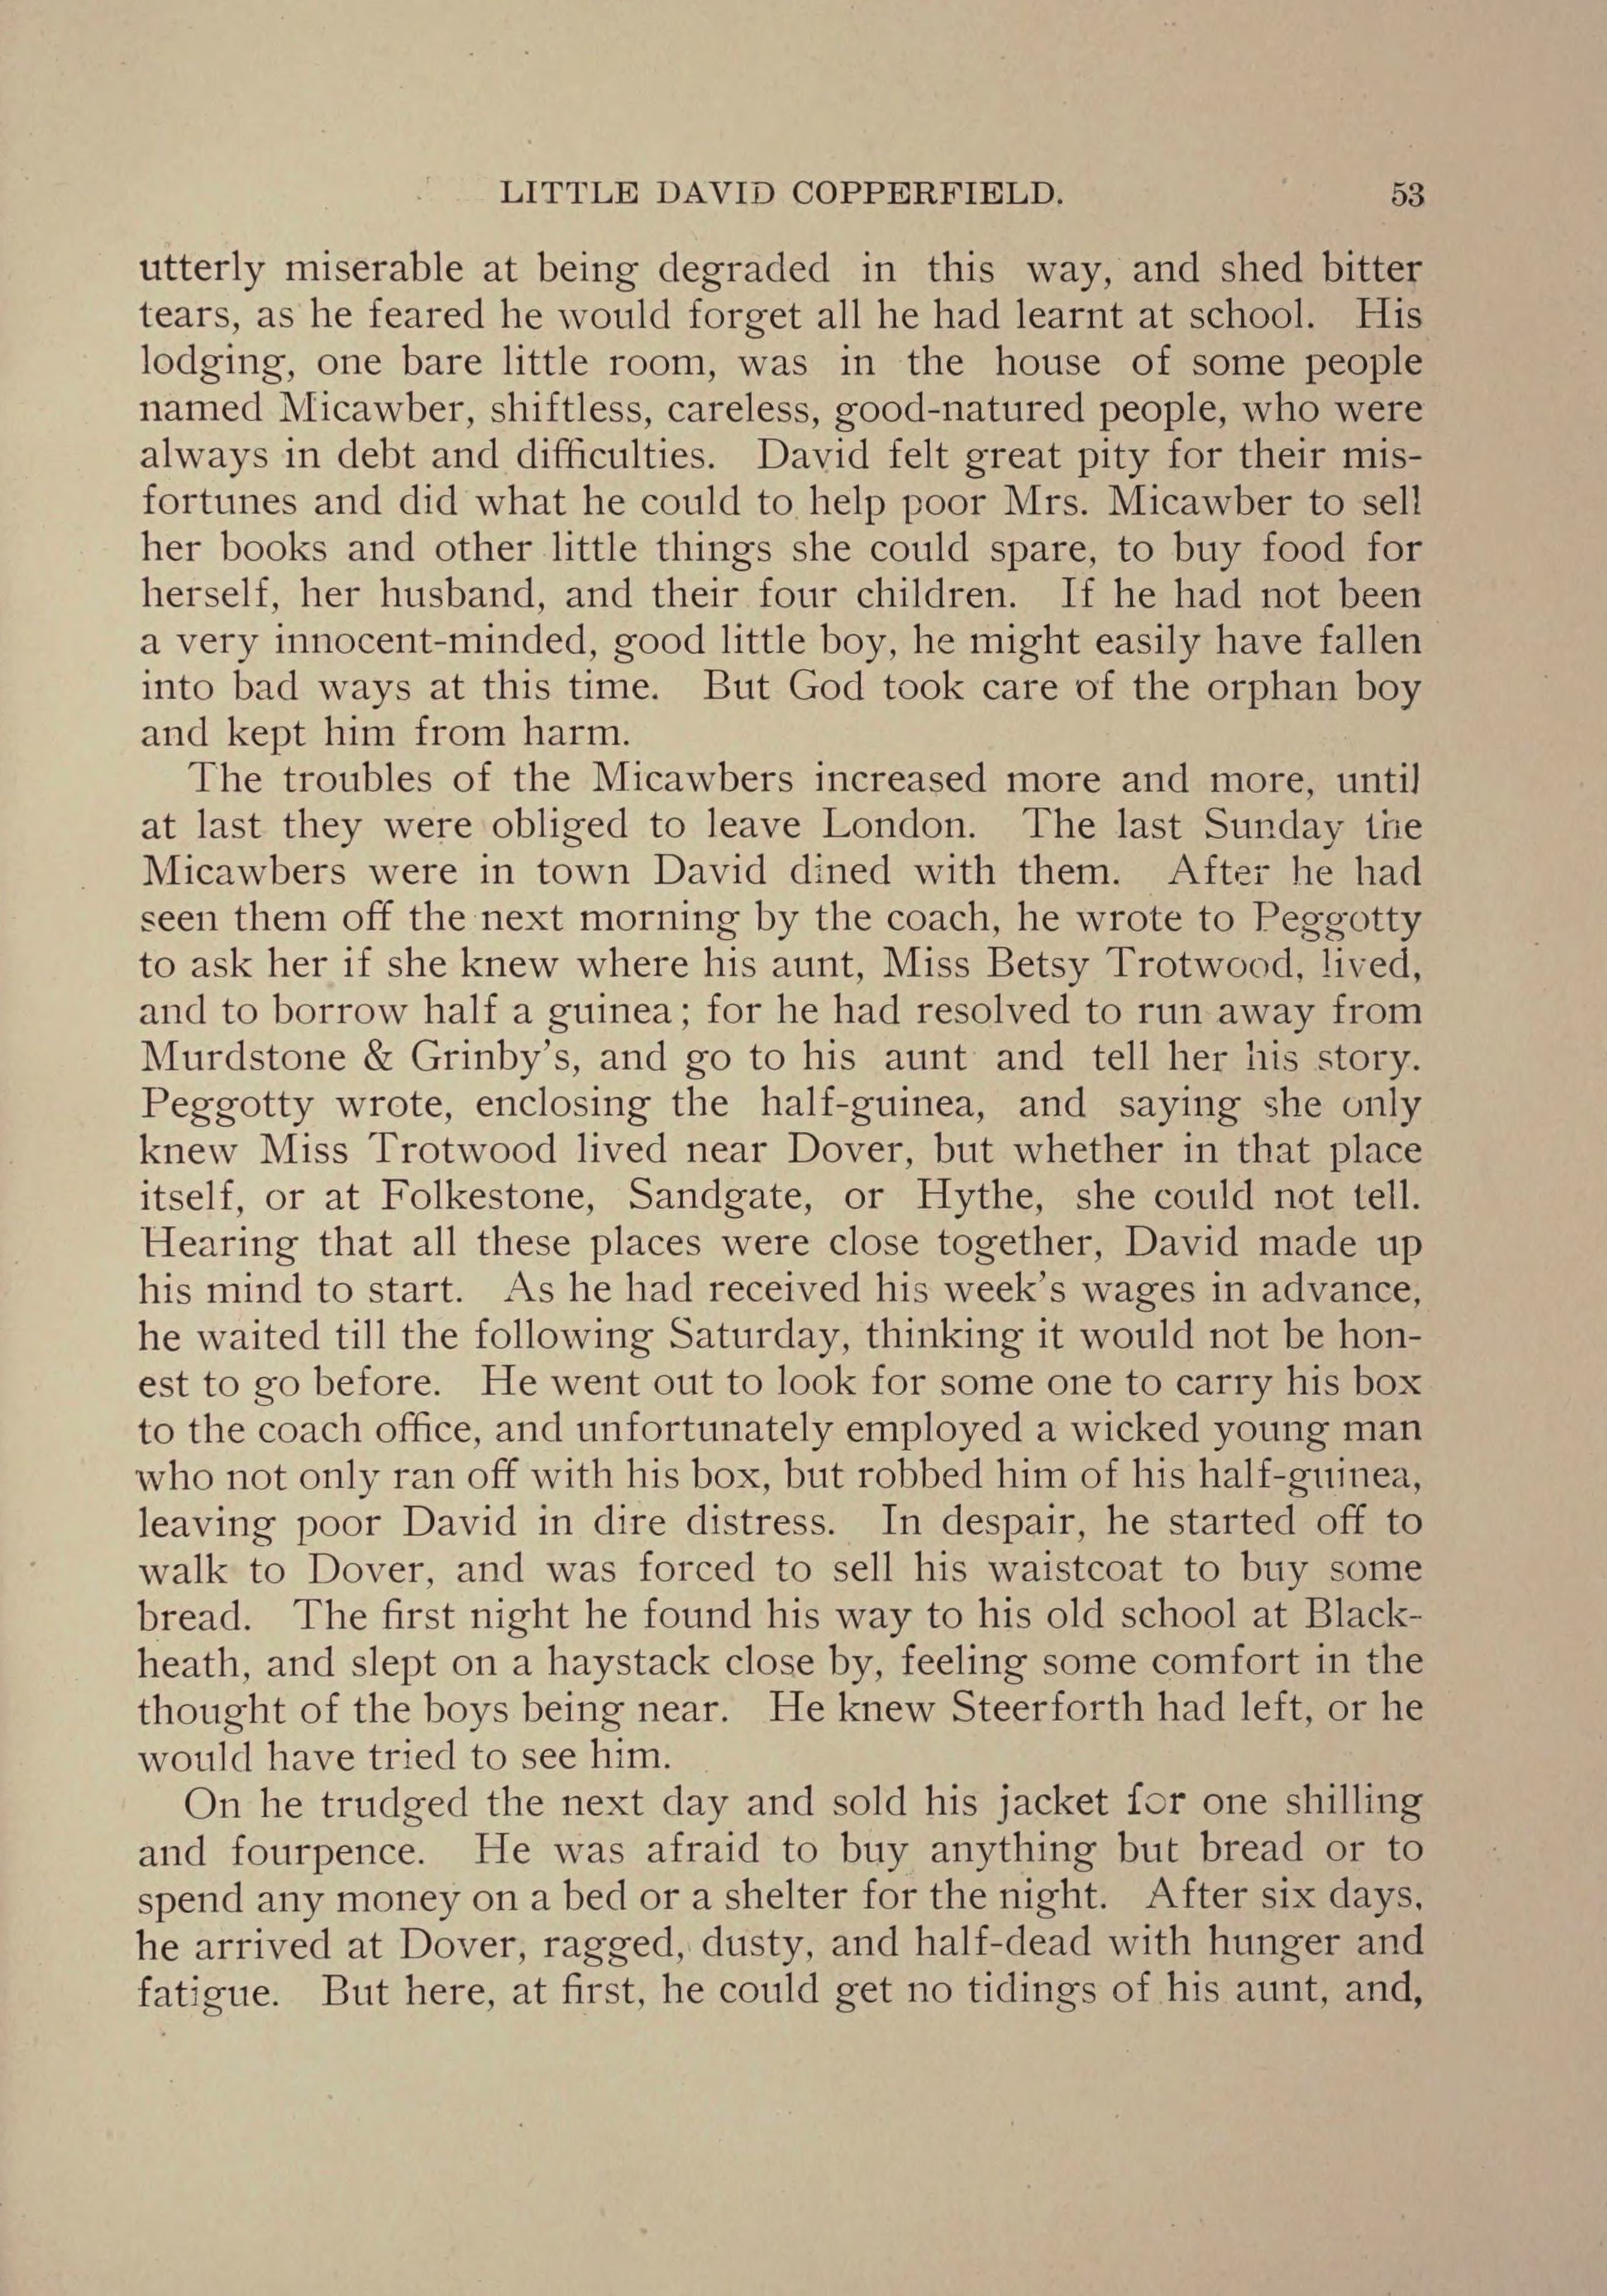 LITTLE DAVID COPPERFIELD. 53
utterly miserable at being degraded in this way, and shed bitter
tears, as he feared he would forget all he had learnt at school. His
lodging, one bare little room, was in the house of some people
named Micawber, shiftless, careless, good-natured people, who were
always in debt and difficulties. David felt great pity for their mis-
fortunes and did what he could to help poor Mrs. Micawber to sell
her books and other little things she could spare, to buy food for
herself, her husband, and their four children. If he had not been
a very innocent-minded, good little boy, he might easily have fallen
into bad ways at this time. But God took care of the orphan boy
and kept him from harm.
The troubles of the Micawbers increased more and more, until
at last they were obliged to leave London. The last Sunday the
Micawbers were in town David dined with them. After he had
seen them off the next morning by the coach, he wrote to Peggotty
to ask her if she knew where his aunt, Miss Betsy Trotwood, lived,
and to borrow half a guinea; for he had resolved to run away from
Murdstone & Grinby's, and go to his aunt and tell her his story.
Peggotty wrote, enclosing the half-guinea, and saying she only
knew Miss Trotwood lived near Dover, but whether in that place
itself, or at Folkestone, Sandgate, or Hythe, she could not tell.
Hearing that all these places were close together, David made up
his mind to start. As he had received his week's wages in advance,
he waited till the following Saturday, thinking it would not be hon-
est to go before. He went out to look for some one to carry his box
to the coach office, and unfortunately employed a wicked young man
who not only ran off with his box, but robbed him of his half-guinea,
leaving poor David in dire distress. In despair, he started off to
walk to Dover, and was forced to sell his waistcoat to buy some
bread. The first night he found his way to his old school at Black-
heath, and slept on a haystack close by, feeling some comfort in the
thought of the boys being near. He knew Steerforth had left, or he
would have tried to see him.
On he trudged the next day and sold his jacket for one shilling
and fourpence. He was afraid to buy anything but bread or to
spend any money on a bed or a shelter for the night. After six days,
he arrived at Dover, ragged, dusty, and half-dead with hunger and
fatigue. But here, at first, he could get no tidings of his aunt, and,